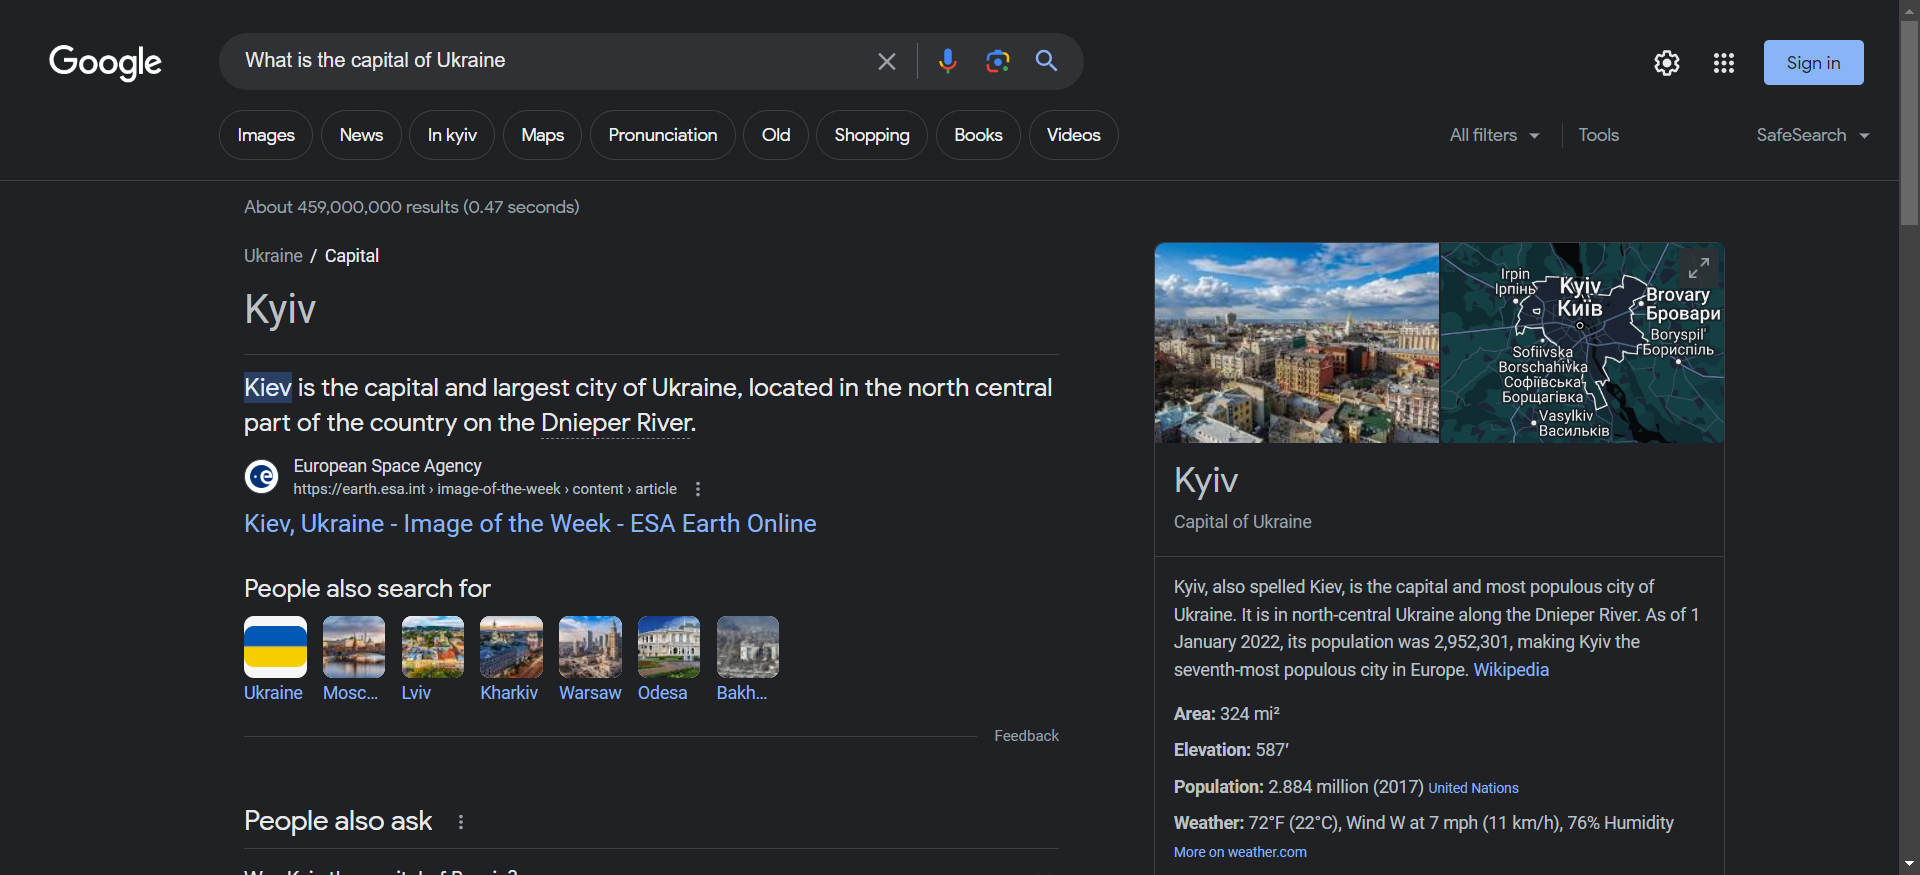 Google
What is the capital of Ukraine
Sign in
Images
News
In kyiv
Maps
Pronunciation
Old
Shopping
Books
Videos
All filters
Tools
SafeSearch
About 459,000,000 results (0.47 seconds)
Ukraine / Capital
Kyiv
Kiev is the capital and largest city of Ukraine, located in the north central
part of the country on the Dnieper River.
European Space Agency
https://earth.esa.int › image-of-the-week › content › article
Kiev, Ukraine - Image of the Week - ESA Earth Online
People also search for
Ukraine
Mosc...
Lviv
Kharkiv
Warsaw
Odesa
Bakh...
Feedback
People also ask
Irpin
Ірпінь
Kyiv
Київ
Brovary
Бровари
Boryspil'
Бориспіль
Sofiivska
Borschahivka
Софіївська
Борщагівка
Vasylkiv
Васильків
Kyiv
Capital of Ukraine
Kyiv, also spelled Kiev, is the capital and most populous city of
Ukraine. It is in north-central Ukraine along the Dnieper River. As of 1
January 2022, its population was 2,952,301, making Kyiv the
seventh-most populous city in Europe. Wikipedia
Area: 324 mi²
Elevation: 587′
Population: 2.884 million (2017) United Nations
Weather: 72°F (22°C), Wind W at 7 mph (11 km/h), 76% Humidity
More on weather.com